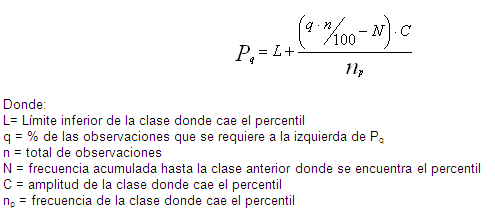 P_q = L + ((q · n/100 − N) · C) / n_p
Donde:
L= Límite inferior de la clase donde cae el percentil
q = % de las observaciones que se requiere a la izquierda de P_q
n = total de observaciones
N = frecuencia acumulada hasta la clase anterior donde se encuentra el percentil
C = amplitud de la clase donde cae el percentil
n_p = frecuencia de la clase donde cae el percentil